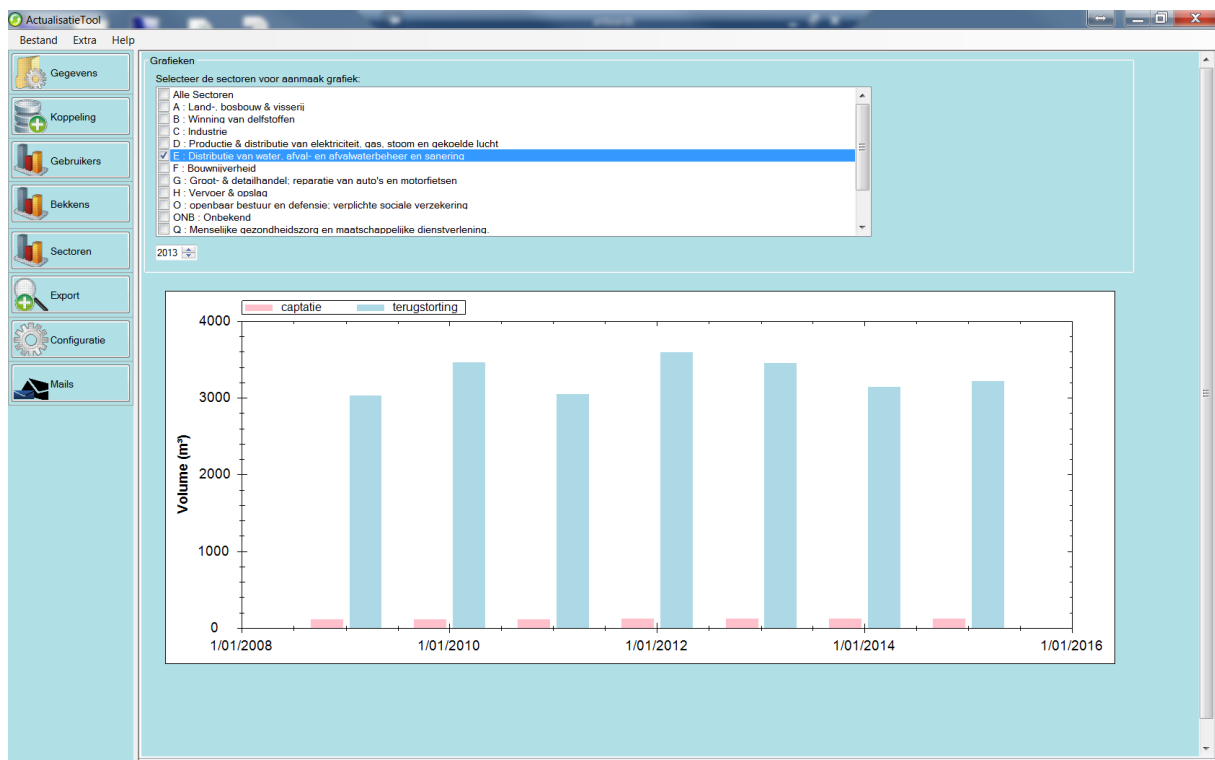 ActualisatieTool
Bestand Extra Help
Gegevens
Koppeling
Gebruikers
Bekkens
Sectoren
Export
Configuratie
Mails
Grafieken
Selecteer de sectoren voor aanmaak grafiek:
Alle Sectoren
A : Land-, bosbouw & visserij
B : Winning van delfstoffen
C : Industrie
D : Productie & distributie van elektriciteit, gas, stoom en gekoelde lucht
E : Distributie van water, afval- en afvalwaterbeheer en sanering
F : Bouwnijverheid
G : Groot- & detailhandel; reparatie van auto's en motorfietsen
H : Vervoer & opslag
O : openbaar bestuur en defensie; verplichte sociale verzekering
ONB : Onbekend
Q : Menselijke gezondheidszorg en maatschappelijke dienstverlening.
2013
captatie terugstorting
4000
3000
2000
1000
0
Volume (m³)
1/01/2008 1/01/2010 1/01/2012 1/01/2014 1/01/2016